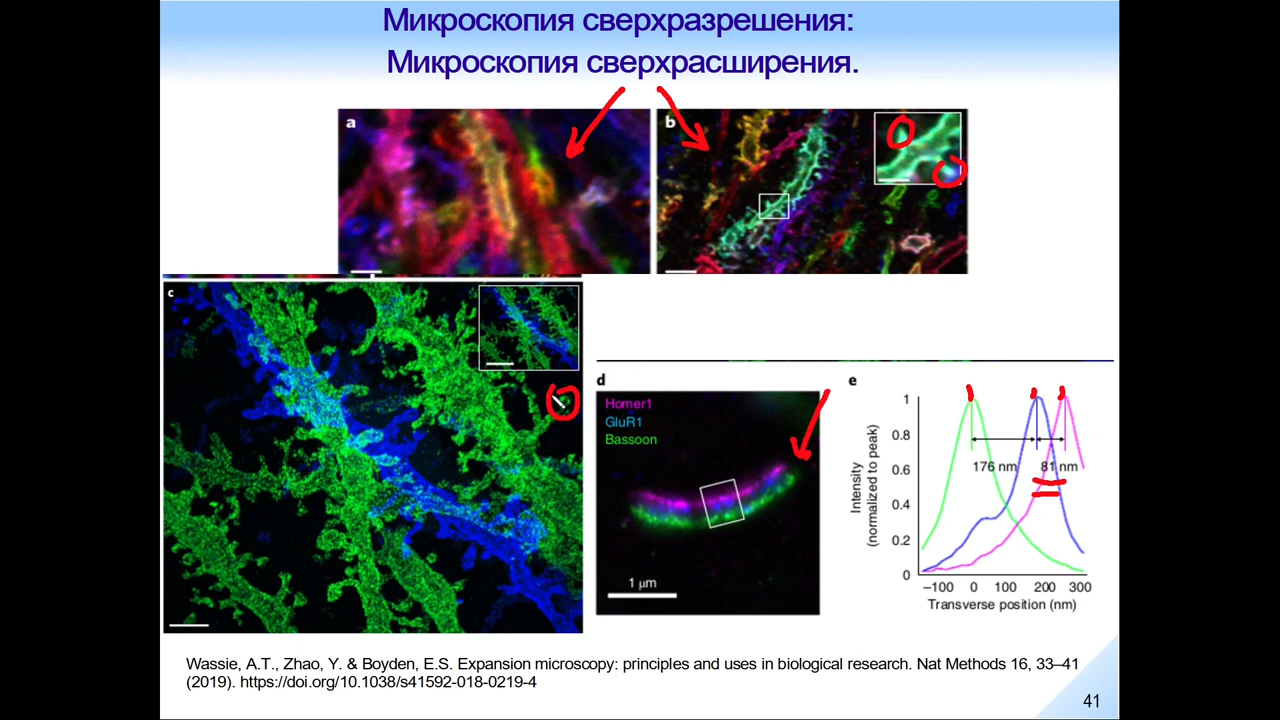 Микроскопия сверхразрешения:
Микроскопия сверхрасширения.
a
b
c
d
Homer1
GluR1
Bassoon
1 μm
e
Intensity
(normalized to peak)
1
0.8
0.6
0.4
0.2
0
176 nm
81 nm
–100 0 100 200 300
Transverse position (nm)
Wassie, A.T., Zhao, Y. & Boyden, E.S. Expansion microscopy: principles and uses in biological research. Nat Methods 16, 33–41
(2019). https://doi.org/10.1038/s41592-018-0219-4
41